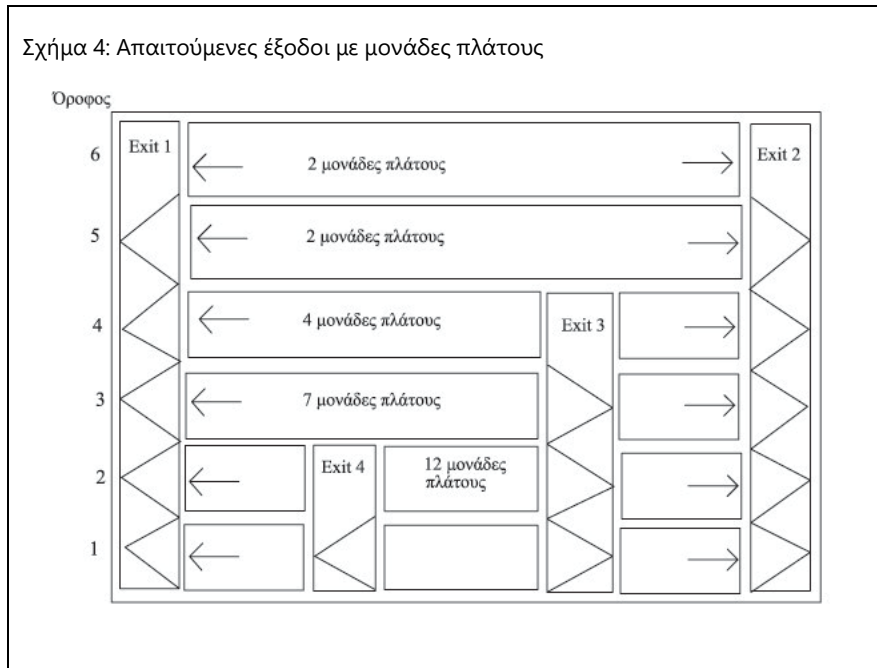 Σχήμα 4: Απαιτούμενες έξοδοι με μονάδες πλάτους
Όροφος
6 Exit 1 2 μονάδες πλάτους Exit 2
5 2 μονάδες πλάτους
4 4 μονάδες πλάτους Exit 3
3 7 μονάδες πλάτους
2 Exit 4 12 μονάδες
πλάτους
1